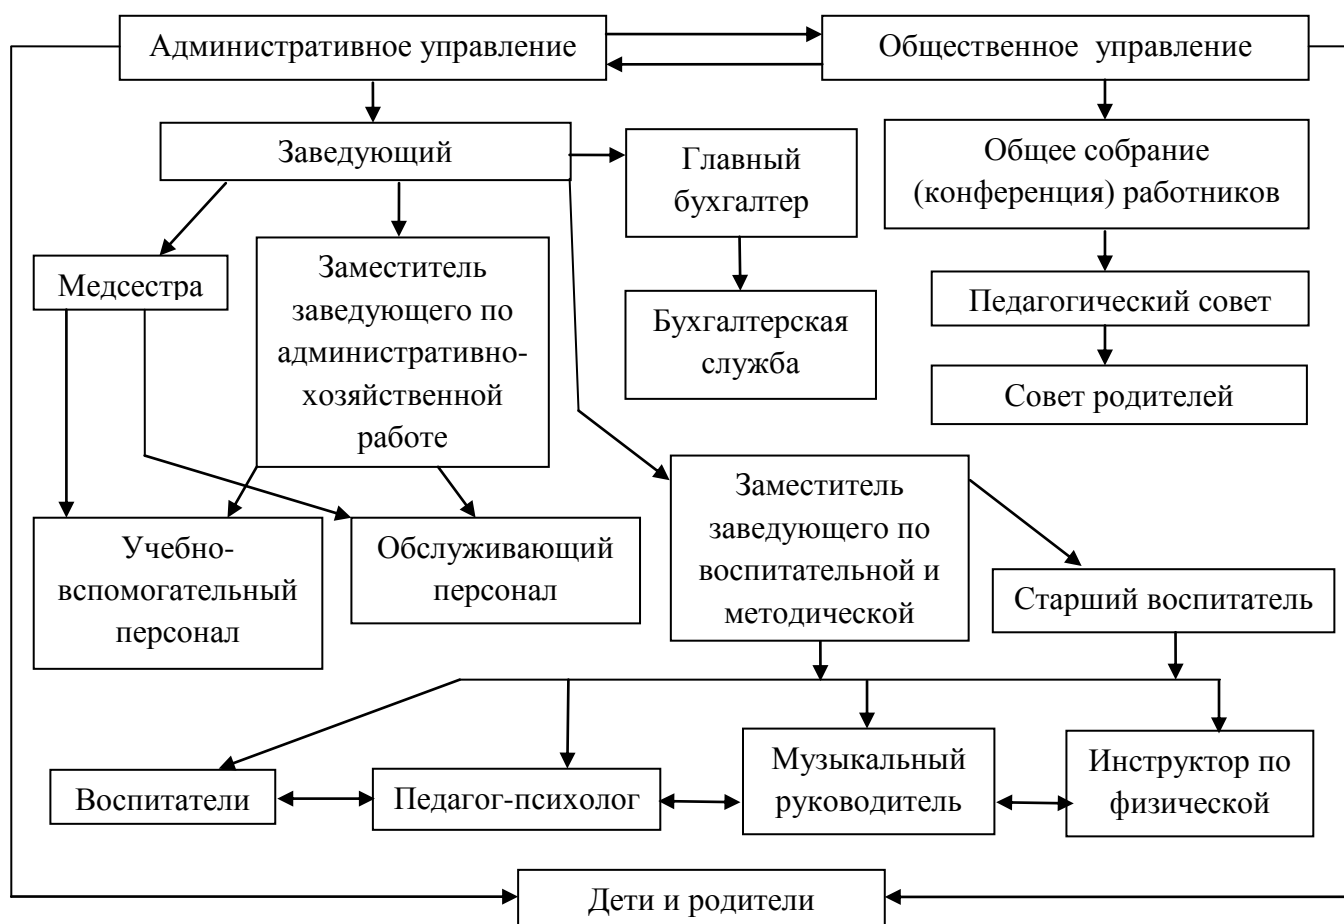 Административное управление
Общественное управление
Заведующий
Главный
бухгалтер
Общее собрание
(конференция) работников
Медсестра
Заместитель
заведующего по
административно-
хозяйственной
работе
Бухгалтерская
служба
Педагогический совет
Совет родителей
Заместитель
заведующего по
воспитательной и
методической
Учебно-
вспомогательный
персонал
Обслуживающий
персонал
Старший воспитатель
Воспитатели
Педагог-психолог
Музыкальный
руководитель
Инструктор по
физической
Дети и родители